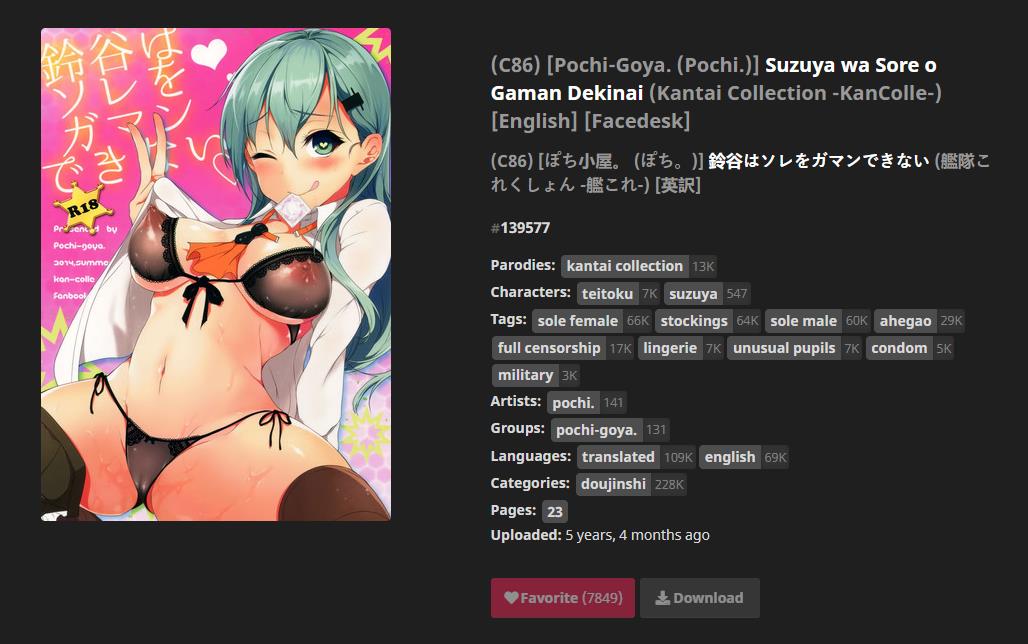 鈴谷はソレをガマンできない♡
R18
Presented by
Pochi-goya.
2014,summer
kan-colle
Fanbook
(C86) [Pochi-Goya. (Pochi.)] Suzuya wa Sore o
Gaman Dekinai (Kantai Collection -KanColle-)
[English] [Facedesk]
(C86) [ぽち小屋。 (ぽち。)] 鈴谷はソレをガマンできない (艦隊こ
れくしょん -艦これ-) [英訳]
#139577
Parodies: kantai collection 13K
Characters: teitoku 7K suzuya 547
Tags: sole female 66K stockings 64K sole male 60K ahegao 29K
full censorship 17K lingerie 7K unusual pupils 7K condom 5K
military 3K
Artists: pochi. 141
Groups: pochi-goya. 131
Languages: translated 109K english 69K
Categories: doujinshi 228K
Pages: 23
Uploaded: 5 years, 4 months ago
Favorite (7849) Download